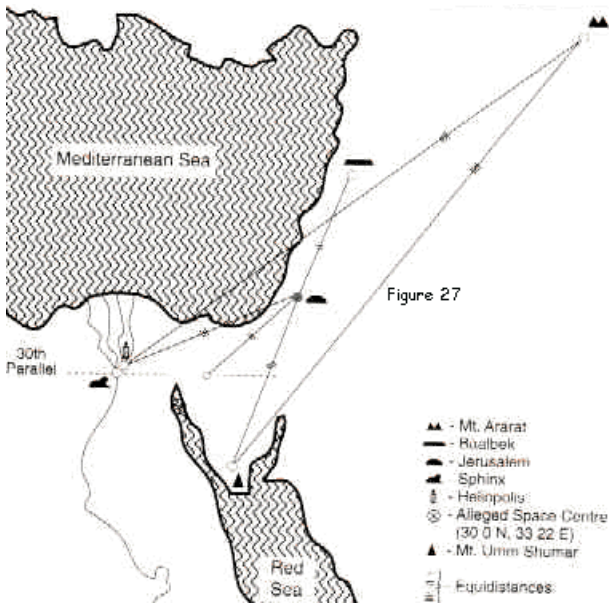 Mediterranean Sea
Figure 27
30th
Parallel
- Mt. Ararat
- Baalbek
- Jerusalem
- Sphinx
- Heliopolis
- Alleged Space Centre
(30 0 N, 33 22 E)
- Mt. Umm Shumar
Red
Sea
- Equidistances